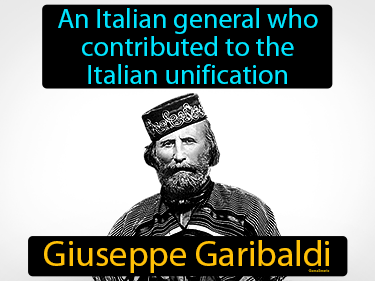 An Italian general who
contributed to the
Italian unification
Giuseppe Garibaldi